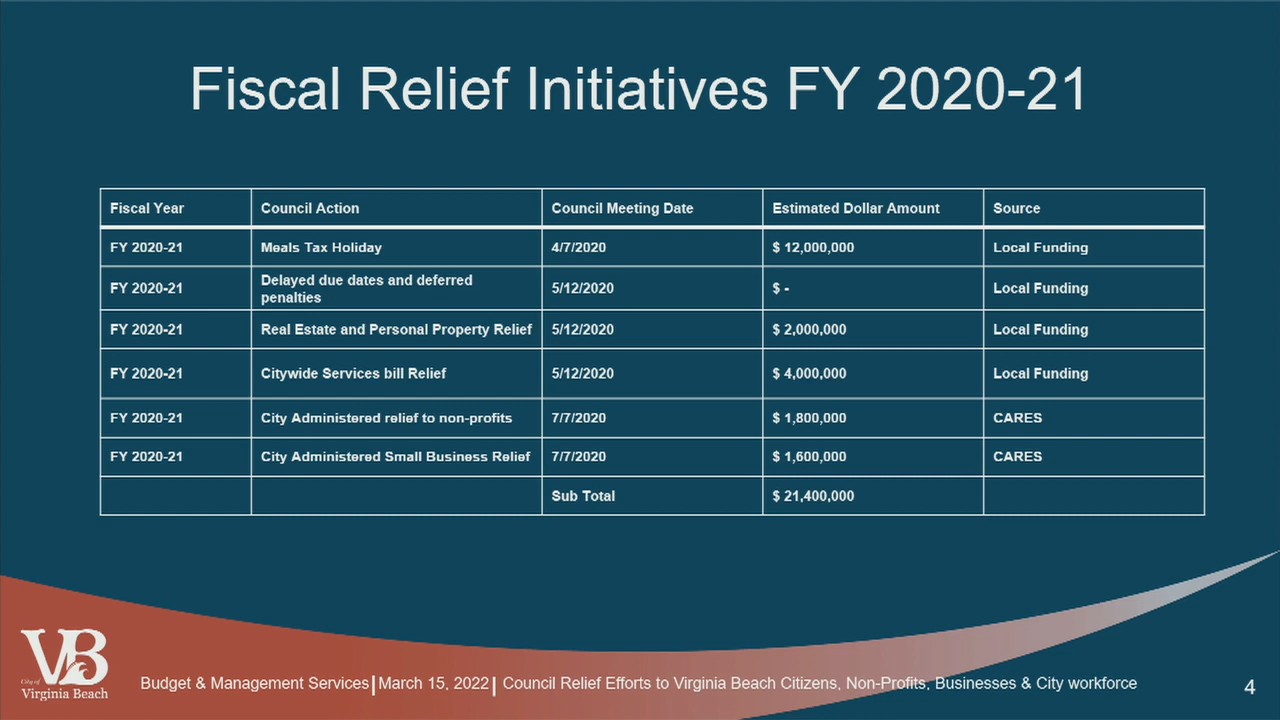 Fiscal Relief Initiatives FY 2020-21
Fiscal Year Council Action Council Meeting Date Estimated Dollar Amount Source
FY 2020-21 Meals Tax Holiday 4/7/2020 $ 12,000,000 Local Funding
FY 2020-21 Delayed due dates and deferred penalties 5/12/2020 $ - Local Funding
FY 2020-21 Real Estate and Personal Property Relief 5/12/2020 $ 2,000,000 Local Funding
FY 2020-21 Citywide Services bill Relief 5/12/2020 $ 4,000,000 Local Funding
FY 2020-21 City Administered relief to non-profits 7/7/2020 $ 1,800,000 CARES
FY 2020-21 City Administered Small Business Relief 7/7/2020 $ 1,600,000 CARES
Sub Total $ 21,400,000
VB
City of
Virginia Beach
Budget & Management Services | March 15, 2022 | Council Relief Efforts to Virginia Beach Citizens, Non-Profits, Businesses & City workforce
4